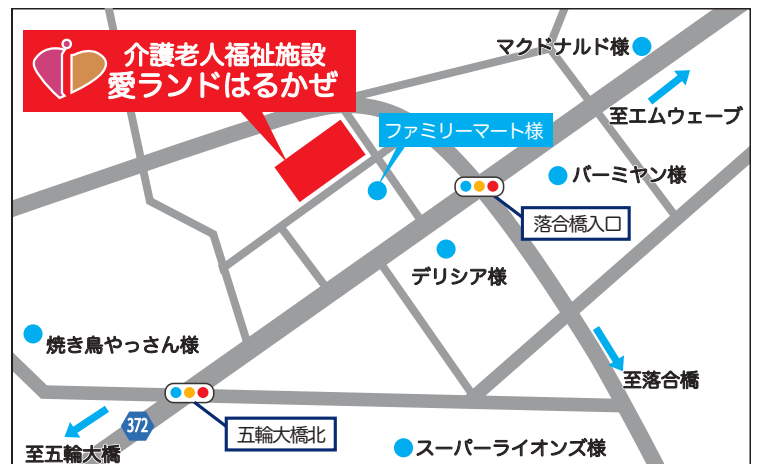 マクドナルド様
介護老人福祉施設
愛ランドはるかぜ
至エムウェーブ
ファミリーマート様
バーミヤン様
落合橋入口
デリシア様
焼き鳥やっさん様
至落合橋
372
五輪大橋北
至五輪大橋
スーパーライオンズ様